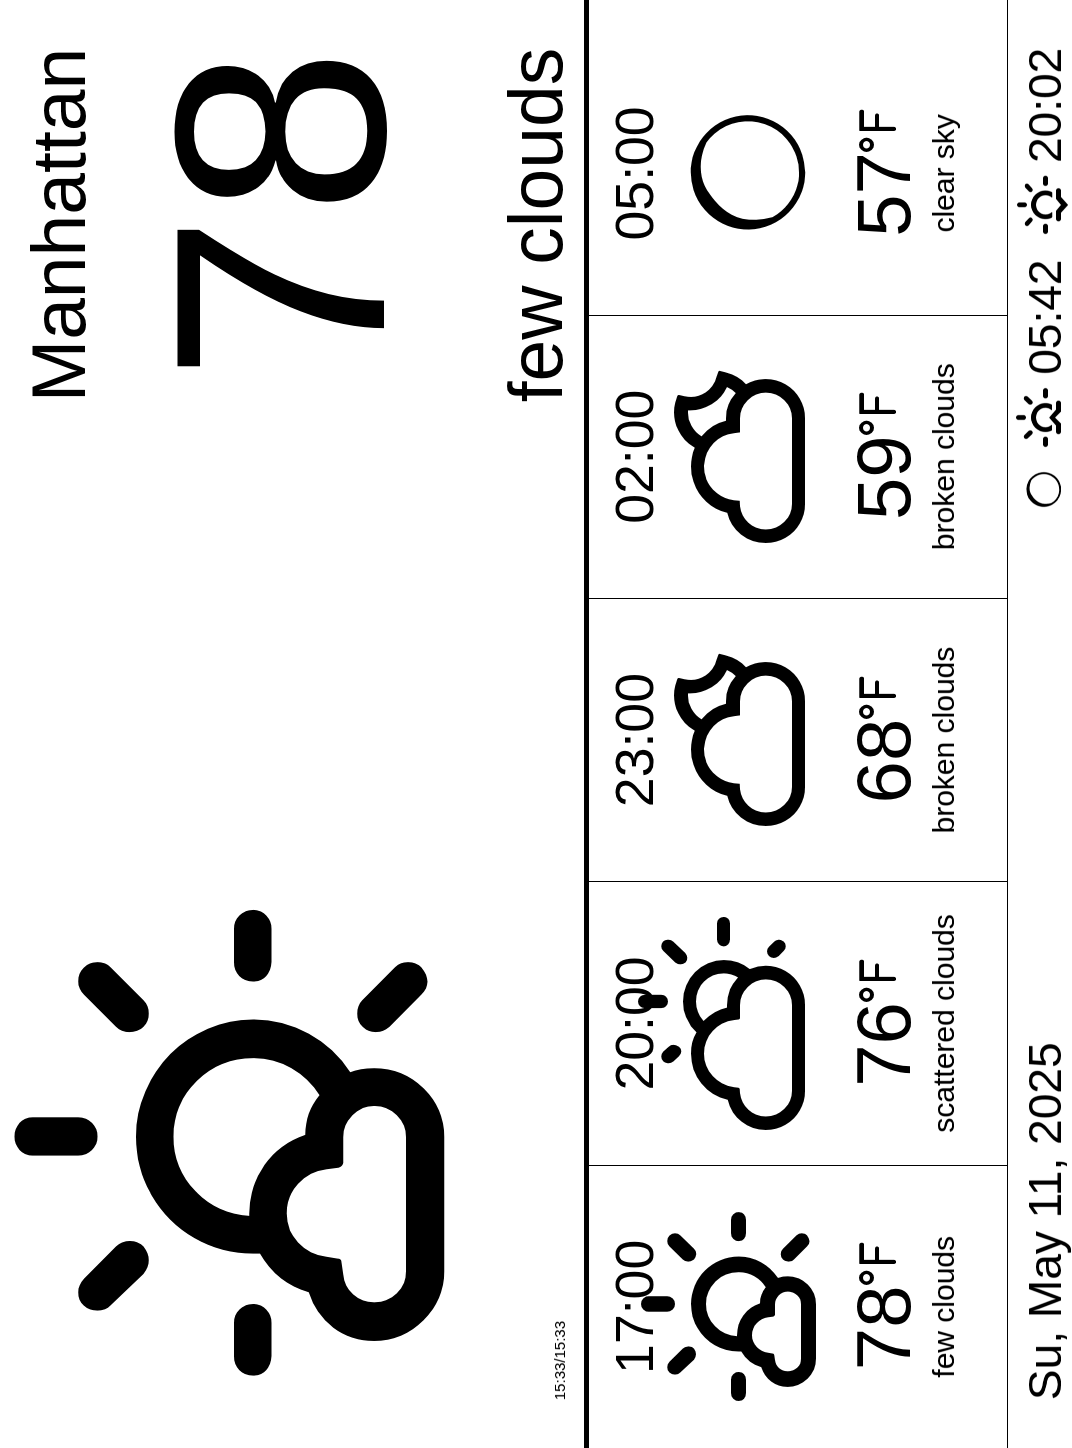 Manhattan
78
few clouds
15:33/15:33
17:00
78°F
few clouds
20:00
76°F
scattered clouds
23:00
68°F
broken clouds
02:00
59°F
broken clouds
05:00
57°F
clear sky
Su, May 11, 2025
05:42
20:02